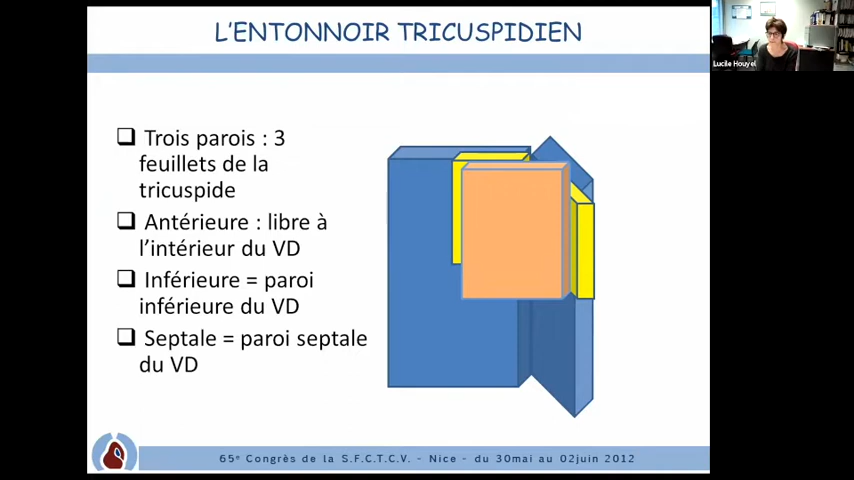 L'ENTONNOIR TRICUSPIDIEN
Lucile Houyel
Trois parois : 3
feuillets de la
tricuspide
Antérieure : libre à
l'intérieur du VD
Inférieure = paroi
inférieure du VD
Septale = paroi septale
du VD
65e Congrès de la S.F.C.T.C.V. - Nice - du 30mai au 02juin 2012